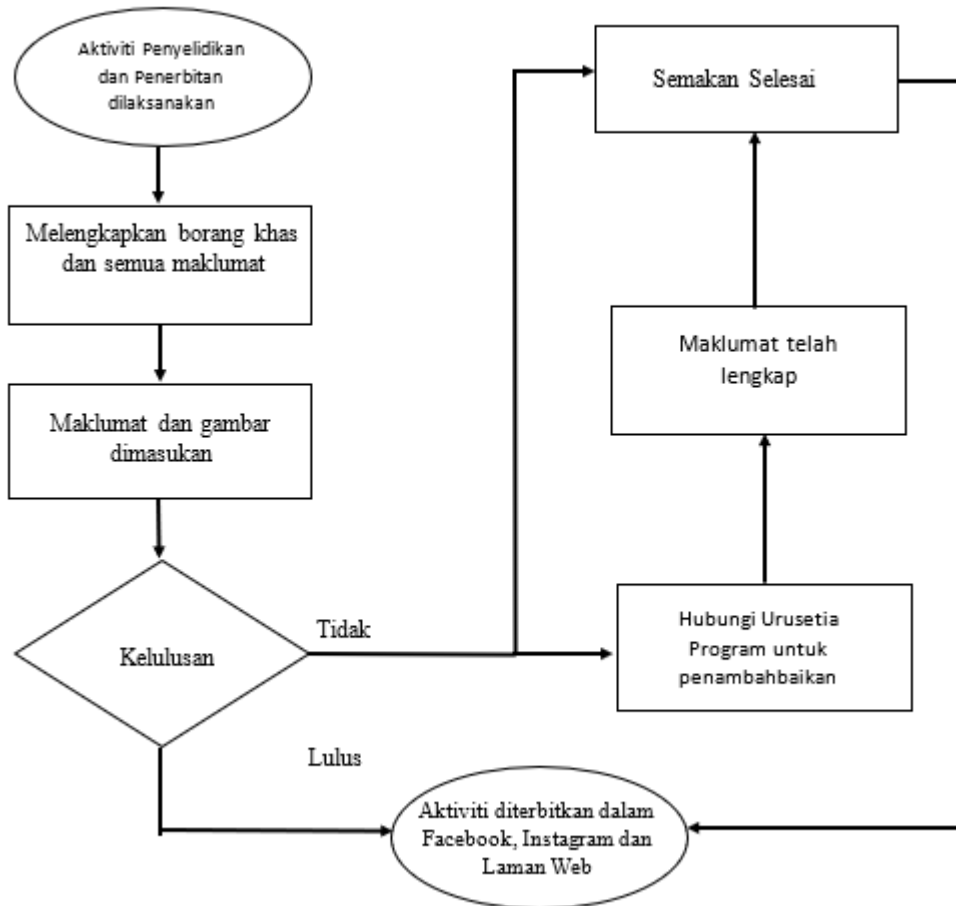 Aktiviti Penyelidikan
dan Penerbitan
dilaksanakan
Melengkapkan borang khas
dan semua maklumat
Maklumat dan gambar
dimasukan
Kelulusan
Tidak
Lulus
Semakan Selesai
Maklumat telah
lengkap
Hubungi Urusetia
Program untuk
penambahbaikan
Aktiviti diterbitkan dalam
Facebook, Instagram dan
Laman Web